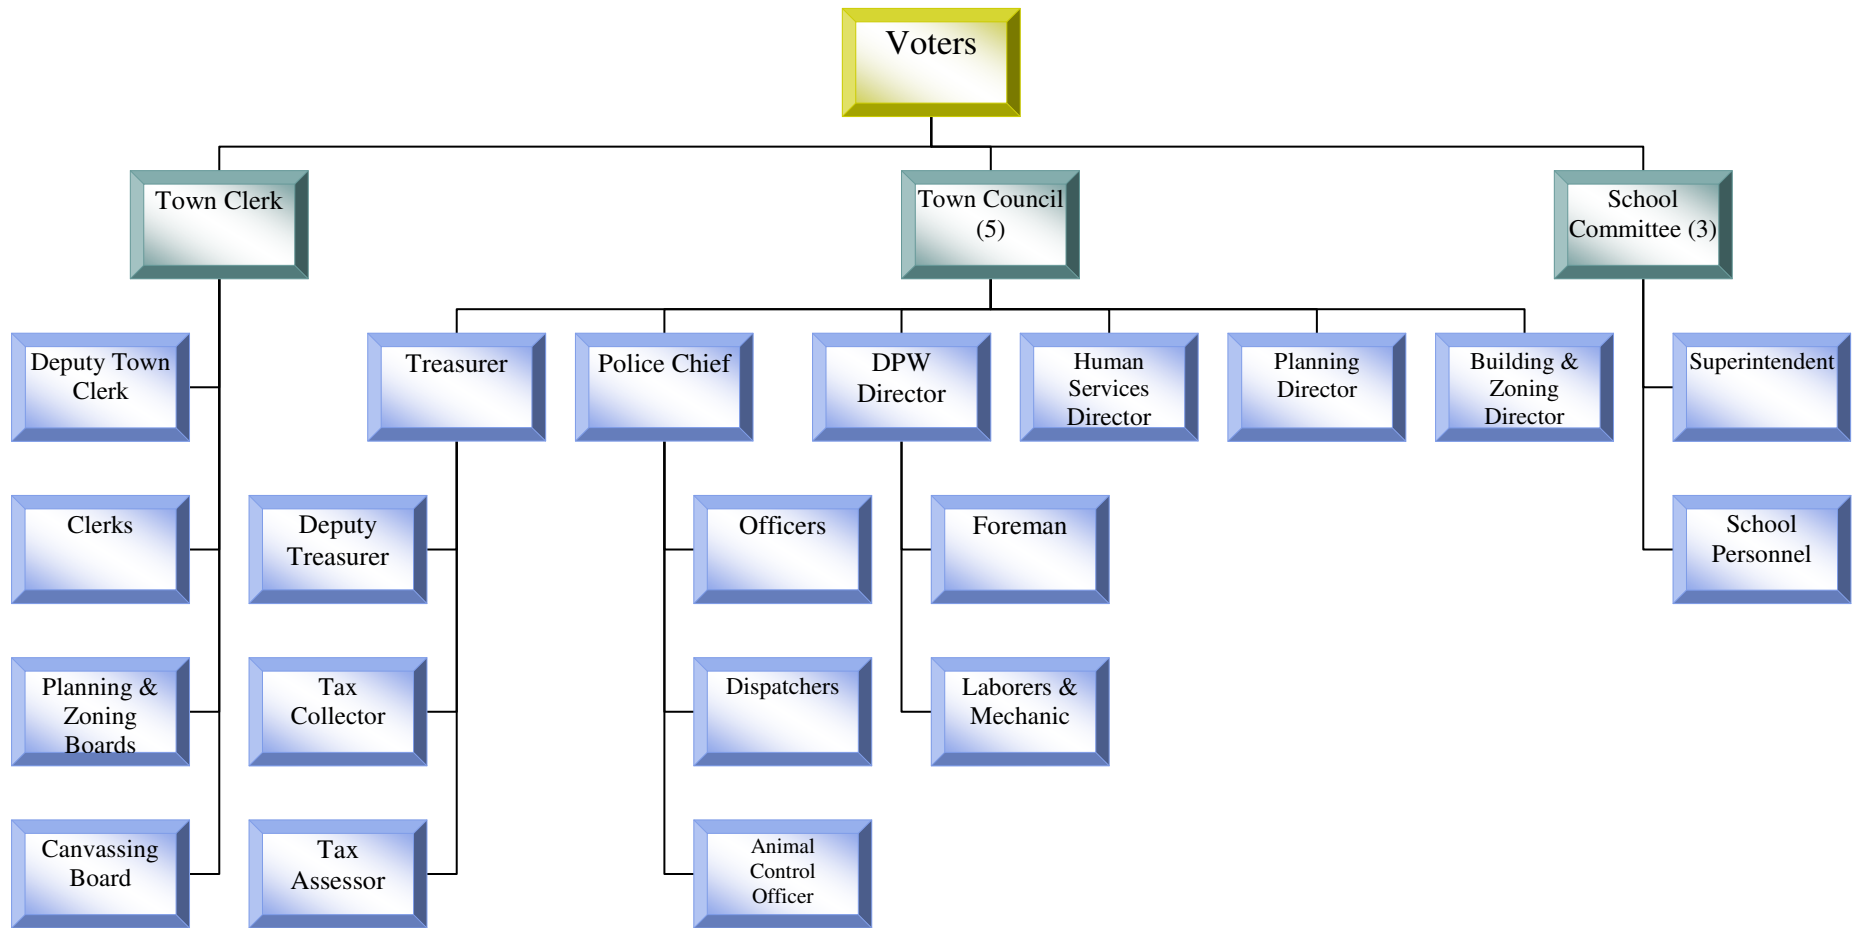 Voters
Town Clerk
Town Council
(5)
School
Committee (3)
Deputy Town
Clerk
Treasurer
Police Chief
DPW
Director
Human
Services
Director
Planning
Director
Building &
Zoning
Director
Superintendent
Clerks
Deputy
Treasurer
Officers
Foreman
School
Personnel
Planning &
Zoning
Boards
Tax
Collector
Dispatchers
Laborers &
Mechanic
Canvassing
Board
Tax
Assessor
Animal
Control
Officer